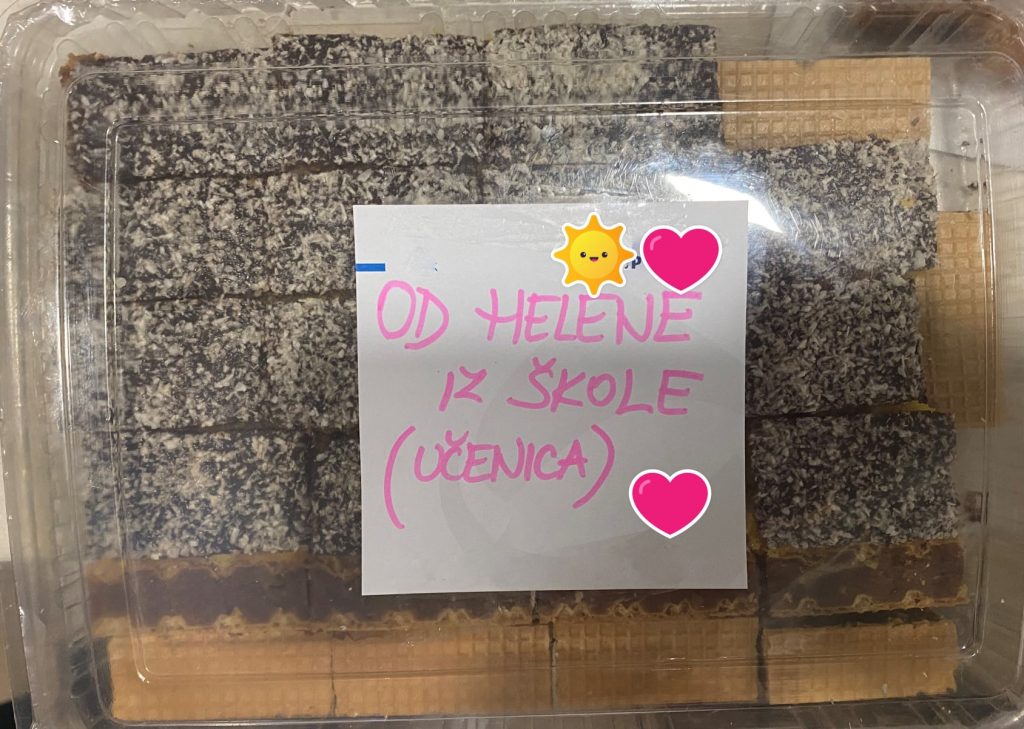 OD HELENE
IZ ŠKOLE
(UČENICA)